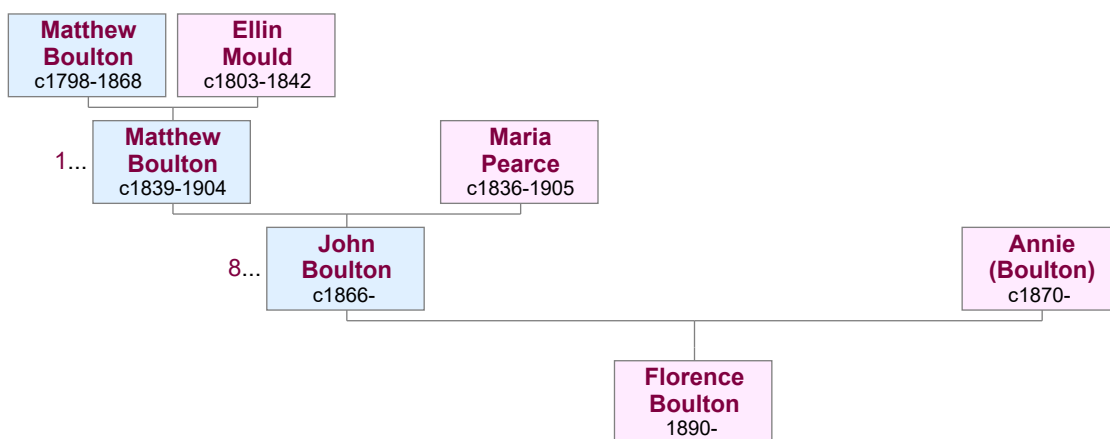 Matthew
Boulton
c1798-1868
Ellin
Mould
c1803-1842
1...
Matthew
Boulton
c1839-1904
Maria
Pearce
c1836-1905
8...
John
Boulton
c1866-
Annie
(Boulton)
c1870-
Florence
Boulton
1890-